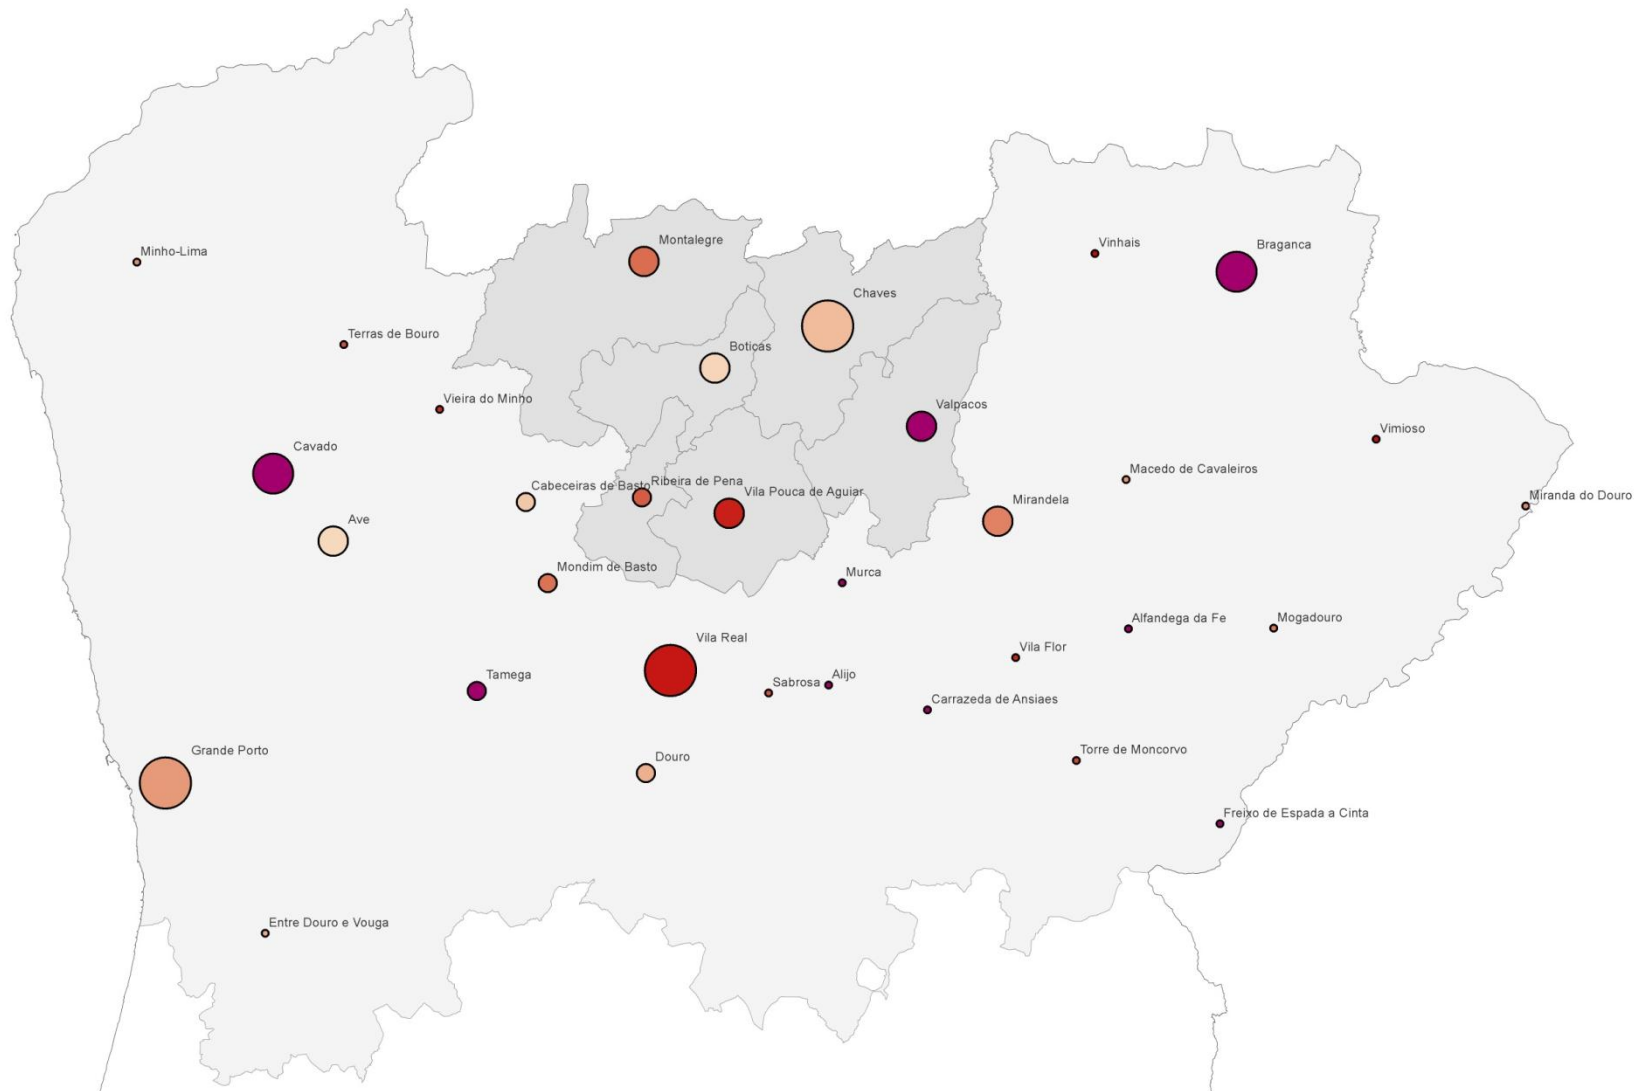 Montalegre
Braganca
Vinhais
Minho-Lima
Chaves
Terras de Bouro
Boticas
Vieira do Minho
Valpacos
Vimioso
Cavado
Macedo de Cavaleiros
Ribeira de Pena
Cabeceiras de Basto
Vila Pouca de Aguiar
Miranda do Douro
Mirandela
Ave
Mondim de Basto
Murca
Alfandega da Fe
Mogadouro
Vila Real
Vila Flor
Tamega
Alijo
Sabrosa
Carrazeda de Ansiaes
Grande Porto
Torre de Moncorvo
Douro
Freixo de Espada a Cinta
Entre Douro e Vouga